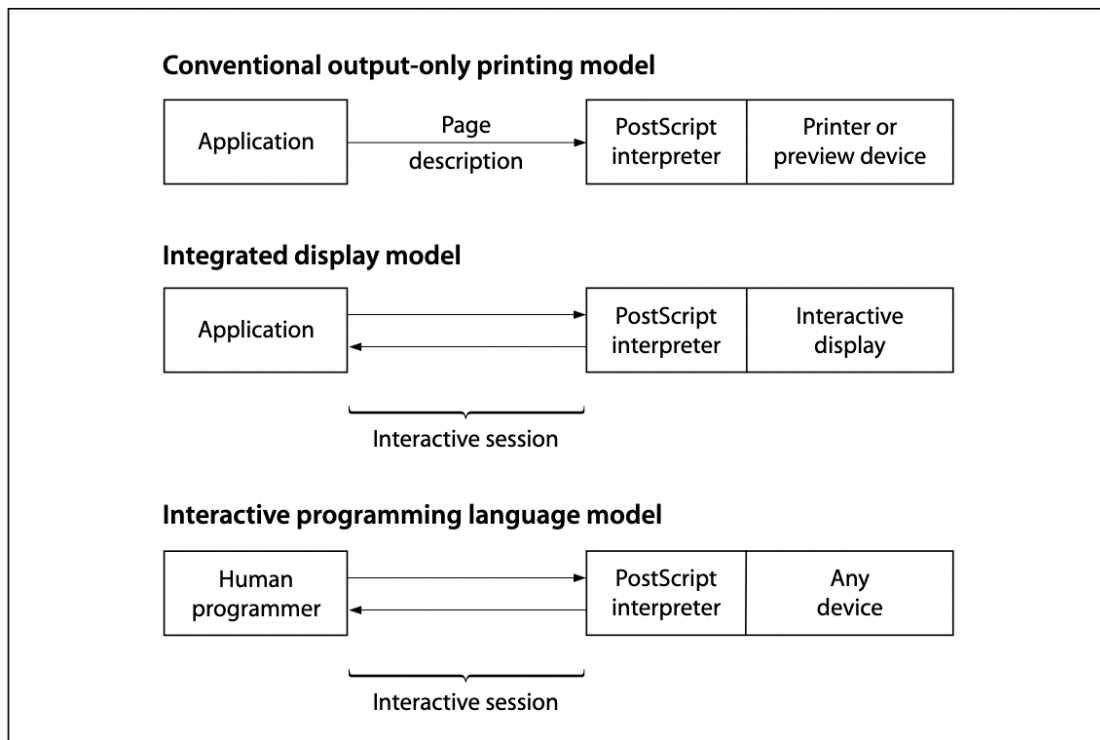 Conventional output-only printing model
Application
Page
description
PostScript
interpreter
Printer or
preview device
Integrated display model
Application
PostScript
interpreter
Interactive
display
Interactive session
Interactive programming language model
Human
programmer
PostScript
interpreter
Any
device
Interactive session